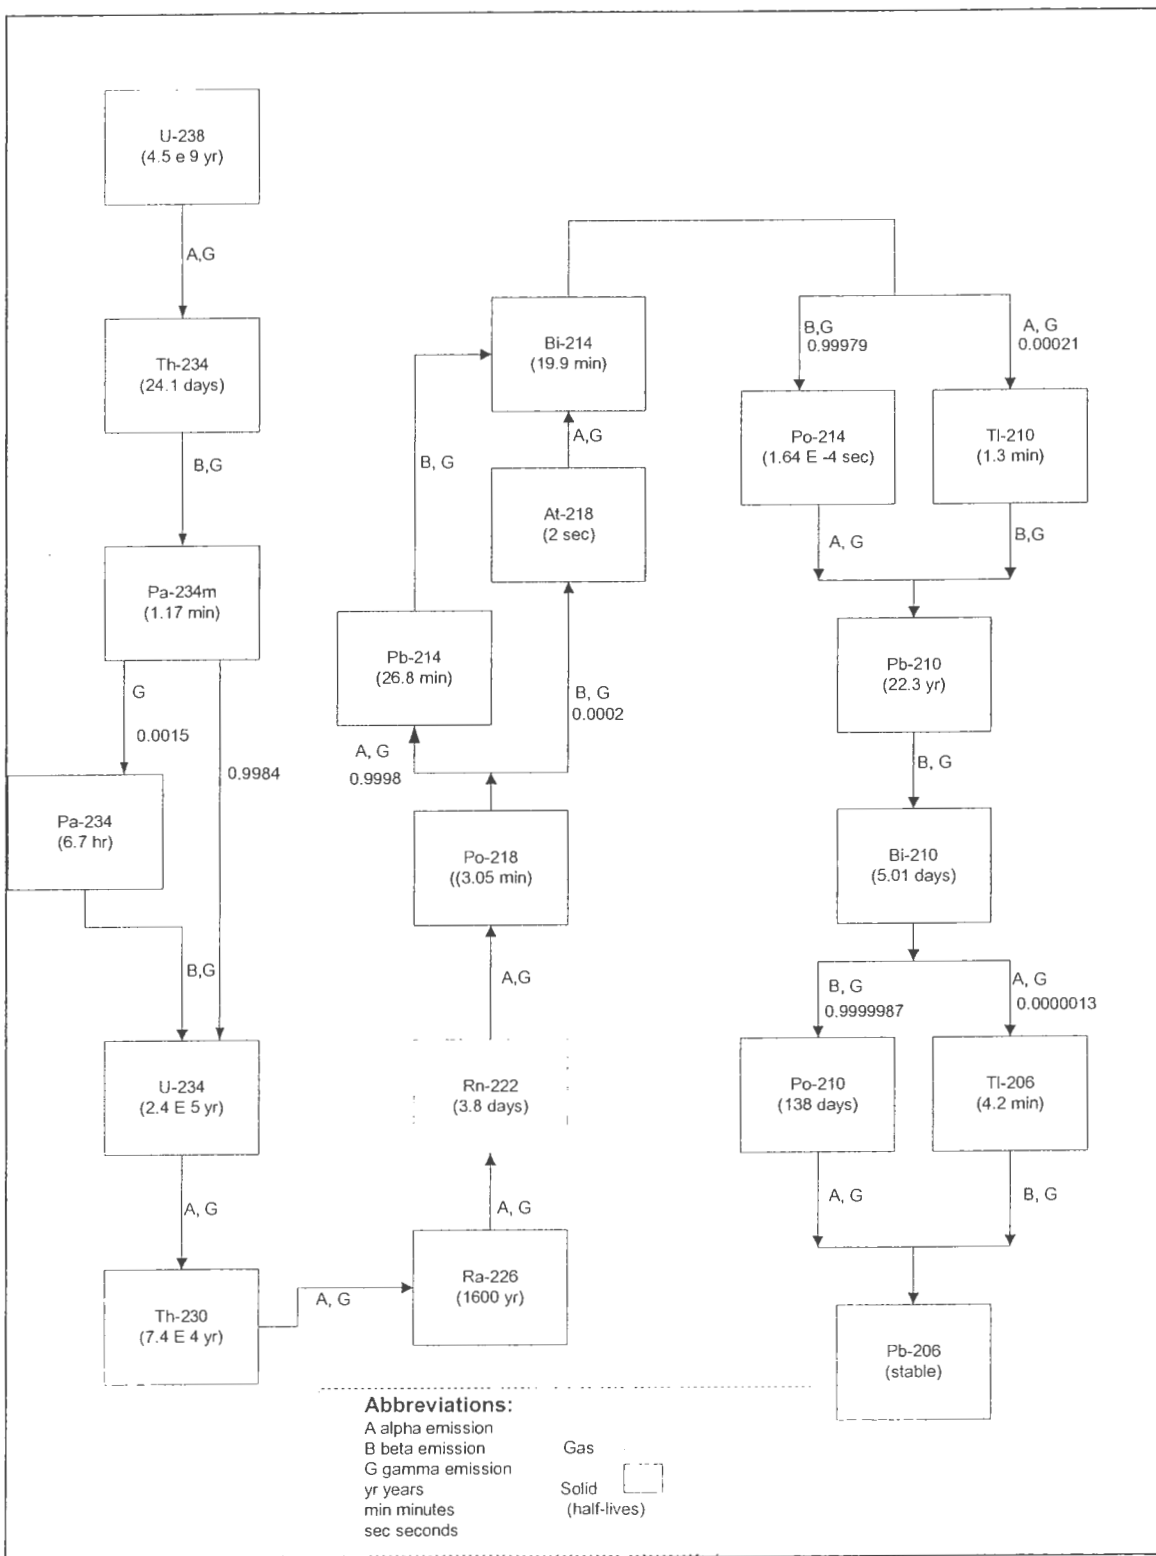 U-238
(4.5 e 9 yr)
A,G
Th-234
(24.1 days)
B,G
Pa-234m
(1.17 min)
G
0.0015
0.9984
Pa-234
(6.7 hr)
B,G
U-234
(2.4 E 5 yr)
A, G
Th-230
(7.4 E 4 yr)
A, G
Ra-226
(1600 yr)
A, G
Rn-222
(3.8 days)
A,G
Po-218
((3.05 min)
A, G
0.9998
B, G
0.0002
Pb-214
(26.8 min)
B, G
At-218
(2 sec)
A,G
Bi-214
(19.9 min)
B,G
0.99979
A, G
0.00021
Po-214
(1.64 E -4 sec)
Tl-210
(1.3 min)
A, G
B,G
Pb-210
(22.3 yr)
B, G
Bi-210
(5.01 days)
B, G
0.9999987
A, G
0.0000013
Po-210
(138 days)
Tl-206
(4.2 min)
A, G
B, G
Pb-206
(stable)
Abbreviations:
A alpha emission
B beta emission
G gamma emission
yr years
min minutes
sec seconds
Gas
Solid
(half-lives)